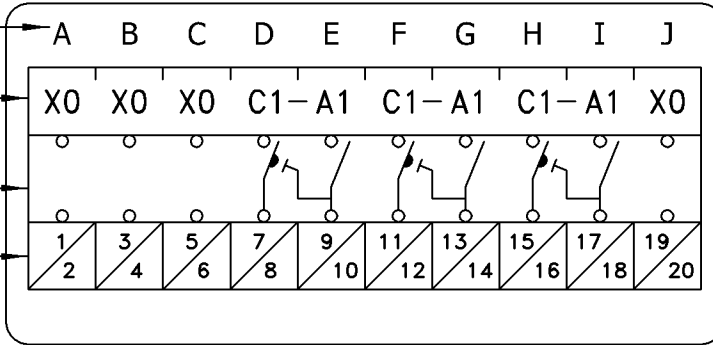 A B C D E F G H I J
X0 X0 X0 C1-A1 C1-A1 C1-A1 X0
1 3 5 7 9 11 13 15 17 19
2 4 6 8 10 12 14 16 18 20